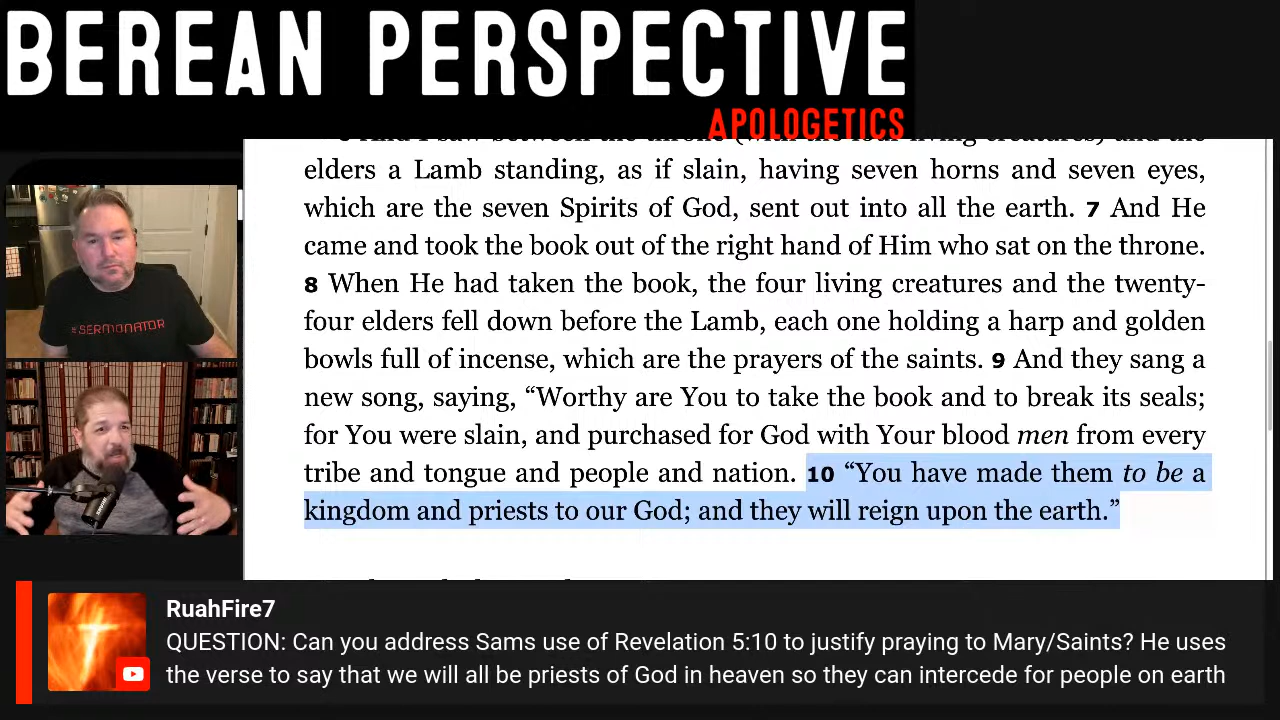 BEREAN PERSPECTIVE
APOLOGETICS
elders a Lamb standing, as if slain, having seven horns and seven eyes,
which are the seven Spirits of God, sent out into all the earth. 7 And He
came and took the book out of the right hand of Him who sat on the throne.
8 When He had taken the book, the four living creatures and the twenty-
four elders fell down before the Lamb, each one holding a harp and golden
bowls full of incense, which are the prayers of the saints. 9 And they sang a
new song, saying, “Worthy are You to take the book and to break its seals;
for You were slain, and purchased for God with Your blood men from every
tribe and tongue and people and nation. 10 “You have made them to be a
kingdom and priests to our God; and they will reign upon the earth.”
#SERMONATOR
RuahFire7
QUESTION: Can you address Sams use of Revelation 5:10 to justify praying to Mary/Saints? He uses
the verse to say that we will all be priests of God in heaven so they can intercede for people on earth